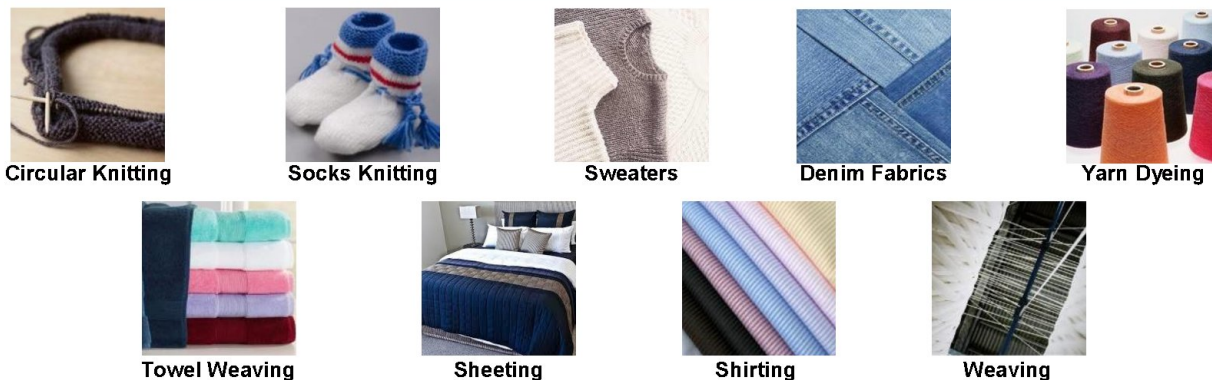 Circular Knitting
Socks Knitting
Sweaters
Denim Fabrics
Yarn Dyeing
Towel Weaving
Sheeting
Shirting
Weaving